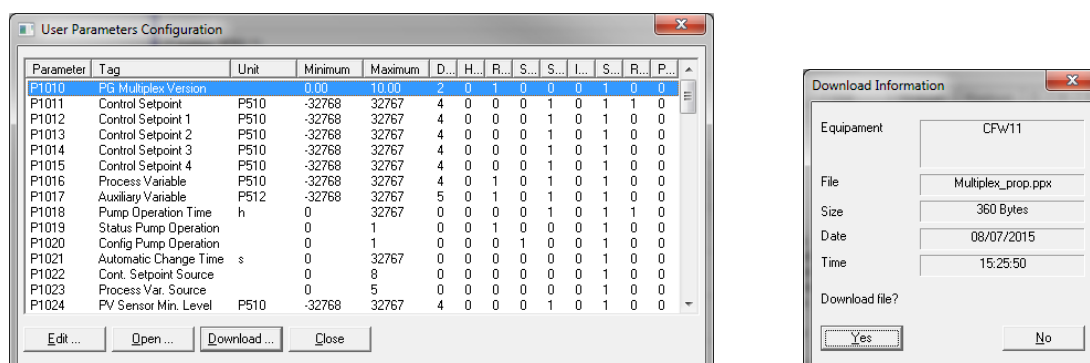 User Parameters Configuration
Parameter Tag Unit Minimum Maximum D... H... R... S... S... I... S... R... P...
P1010 PG Multiplex Version 0.00 10.00 2 0 1 0 0 0 1 0 0
P1011 Control Setpoint P510 -32768 32767 4 0 0 0 1 0 1 1 0
P1012 Control Setpoint 1 P510 -32768 32767 4 0 0 0 1 0 1 0 0
P1013 Control Setpoint 2 P510 -32768 32767 4 0 0 0 1 0 1 0 0
P1014 Control Setpoint 3 P510 -32768 32767 4 0 0 0 1 0 1 0 0
P1015 Control Setpoint 4 P510 -32768 32767 4 0 0 0 1 0 1 0 0
P1016 Process Variable P510 -32768 32767 4 0 1 0 1 0 1 0 0
P1017 Auxiliary Variable P512 -32768 32767 5 0 1 0 1 0 1 0 0
P1018 Pump Operation Time h 0 32767 0 0 0 0 1 0 1 1 0
P1019 Status Pump Operation 0 1 0 0 1 0 0 0 1 0 0
P1020 Config Pump Operation 0 1 0 0 0 1 0 0 1 0 0
P1021 Automatic Change Time s 0 32767 0 0 0 0 0 0 1 0 0
P1022 Cont. Setpoint Source 0 8 0 0 0 0 0 0 1 0 0
P1023 Process Var. Source 0 5 0 0 0 0 0 0 1 0 0
P1024 PV Sensor Min. Level P510 -32768 32767 4 0 0 0 1 0 1 0 0
Edit ... Open ... Download ... Close
Download Information
Equipament CFW11
File Multiplex_prop.ppx
Size 360 Bytes
Date 08/07/2015
Time 15:25:50
Download file?
Yes No